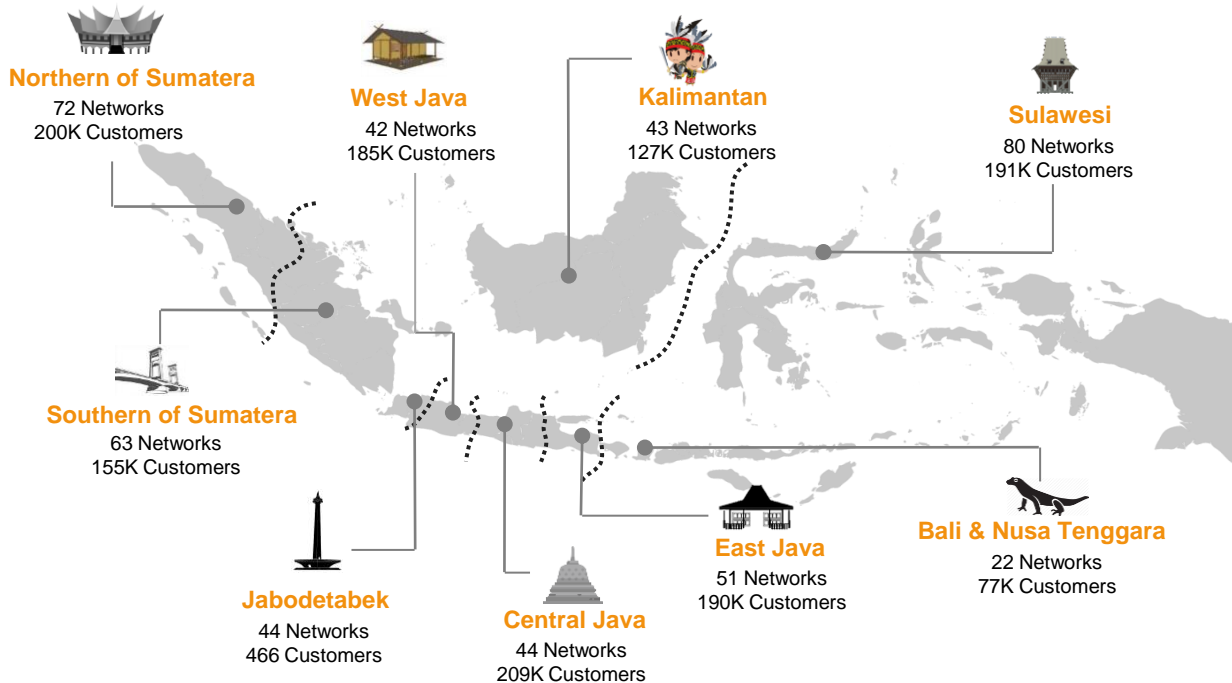 Northern of Sumatera
72 Networks
200K Customers
West Java
42 Networks
185K Customers
Kalimantan
43 Networks
127K Customers
Sulawesi
80 Networks
191K Customers
Southern of Sumatera
63 Networks
155K Customers
Jabodetabek
44 Networks
466 Customers
Central Java
44 Networks
209K Customers
East Java
51 Networks
190K Customers
Bali & Nusa Tenggara
22 Networks
77K Customers